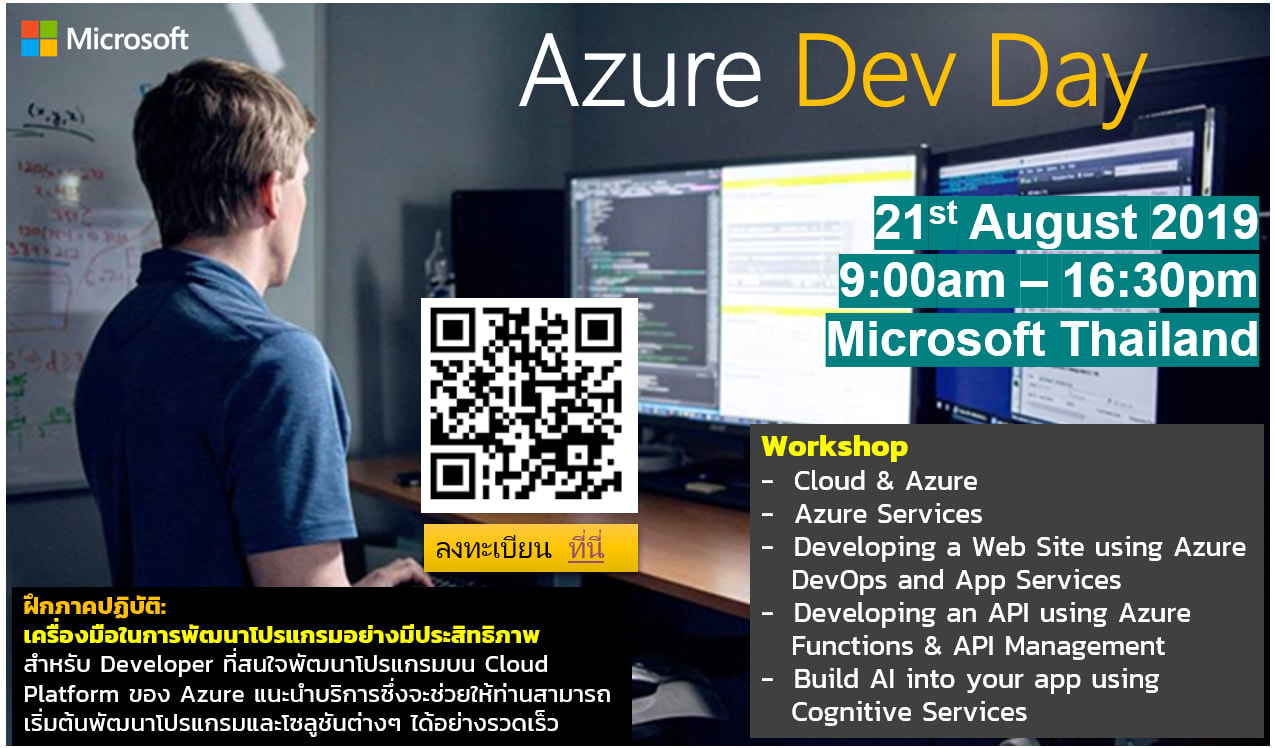 Microsoft
Azure Dev Day
21st August 2019
9:00am – 16:30pm
Microsoft Thailand
ลงทะเบียน ที่นี่
Workshop
- Cloud & Azure
- Azure Services
- Developing a Web Site using Azure
DevOps and App Services
- Developing an API using Azure
Functions & API Management
- Build AI into your app using
Cognitive Services
ฝึกภาคปฏิบัติ:
เครื่องมือในการพัฒนาโปรแกรมอย่างมีประสิทธิภาพ
สำหรับ Developer ที่สนใจพัฒนาโปรแกรมบน Cloud
Platform ของ Azure แนะนำบริการซึ่งจะช่วยให้ท่านสามารถ
เริ่มต้นพัฒนาโปรแกรมและโซลูชันต่างๆ ได้อย่างรวดเร็ว